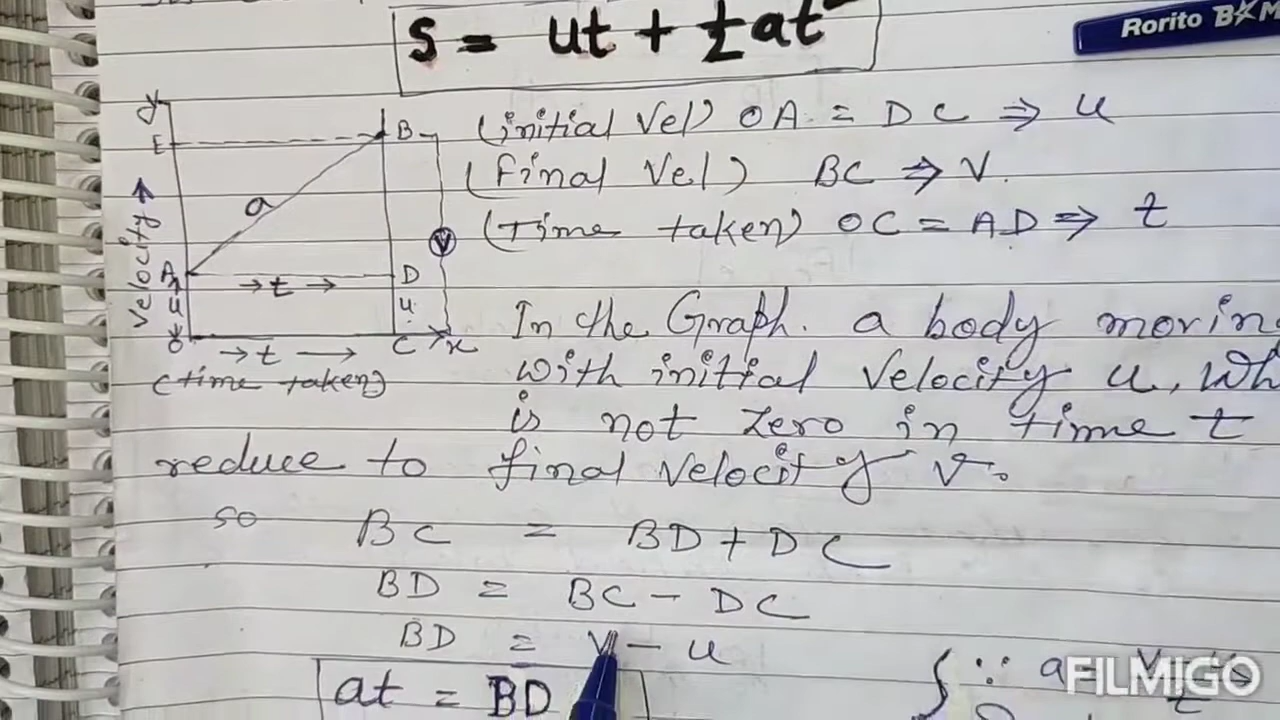 s = ut + ½at²
Rorito
(initial Vel) OA = DC ⇒ u
(Final Vel) BC ⇒ V.
(Time taken) OC = AD ⇒ t
y
E
B
a
V
Velocity →
A
→ t →
D
u
u
O
→ t →
C
x
(time taken)
In the Graph. a body movin
with initial velocity u, Wh
is not zero in time t
reduce to final velocity v.
so BC = BD + DC
BD = BC - DC
BD = V - u
at = BD
∵ a
FILMIGO